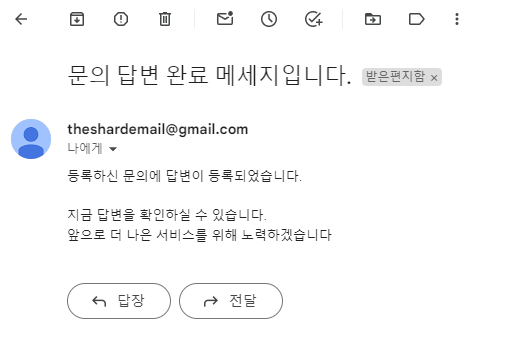 문의 답변 완료 메세지입니다. 받은편지함 ×
theshardemail@gmail.com
나에게
등록하신 문의에 답변이 등록되었습니다.
지금 답변을 확인하실 수 있습니다.
앞으로 더 나은 서비스를 위해 노력하겠습니다
답장 전달